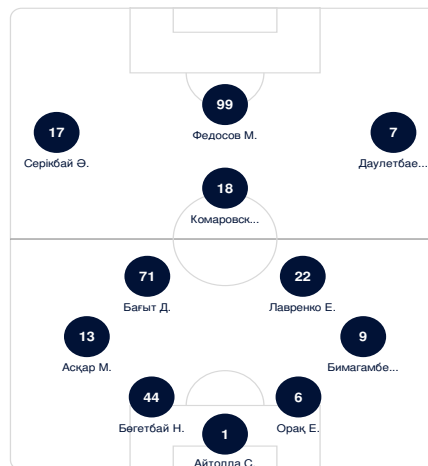 99
Федосов М.
17
Серікбай Ә.
7
Даулетбае...
18
Комаровск...
71
Бағыт Д.
22
Лавренко Е.
13
Асқар М.
9
Бимагамбе...
44
Бөгетбай Н.
6
Орақ Е.
1
Айтолла С.